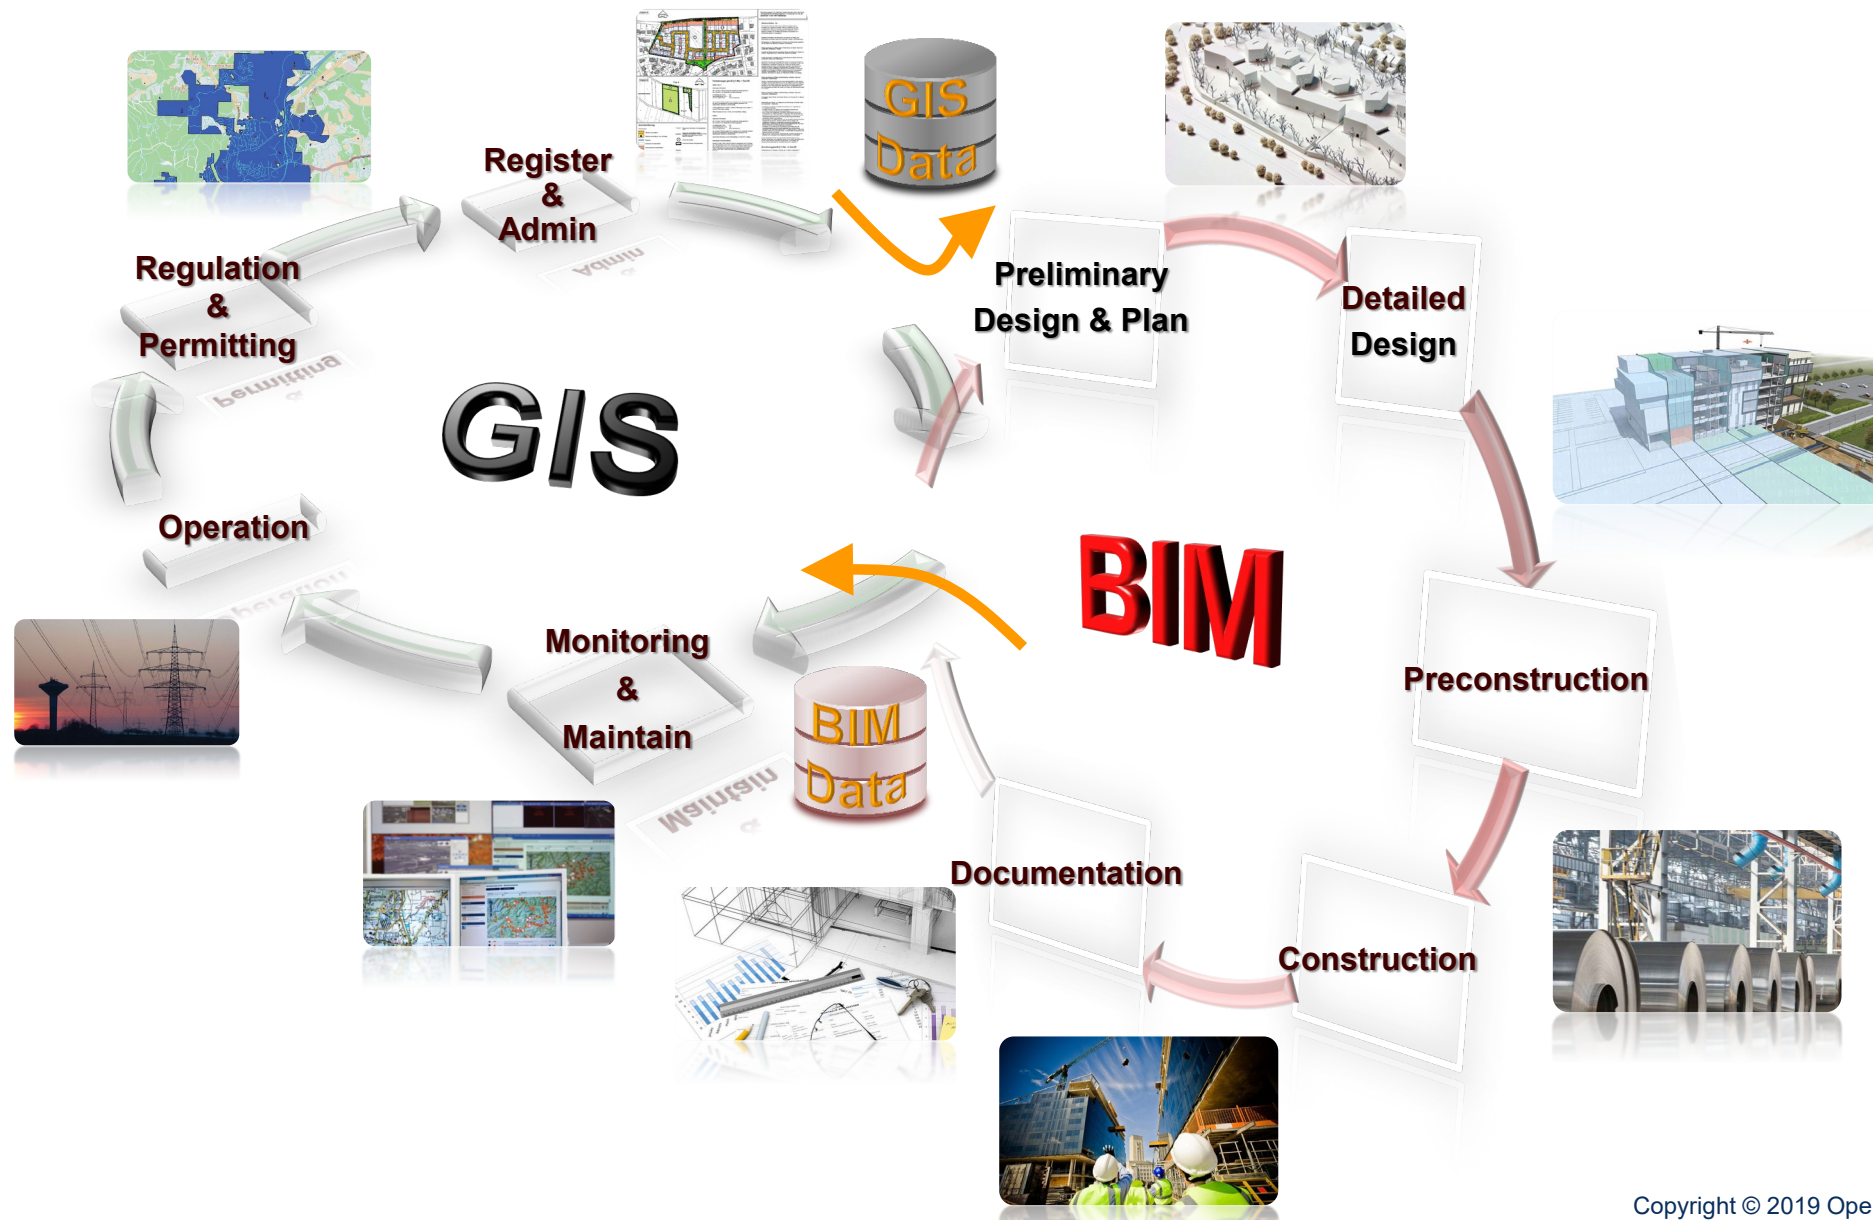 GIS
Data
Register
&
Admin
Regulation
&
Permitting
Preliminary
Design & Plan
Detailed
Design
GIS
Operation
BIM
Monitoring
&
Maintain
BIM
Data
Preconstruction
Documentation
Construction
Copyright © 2019 Ope